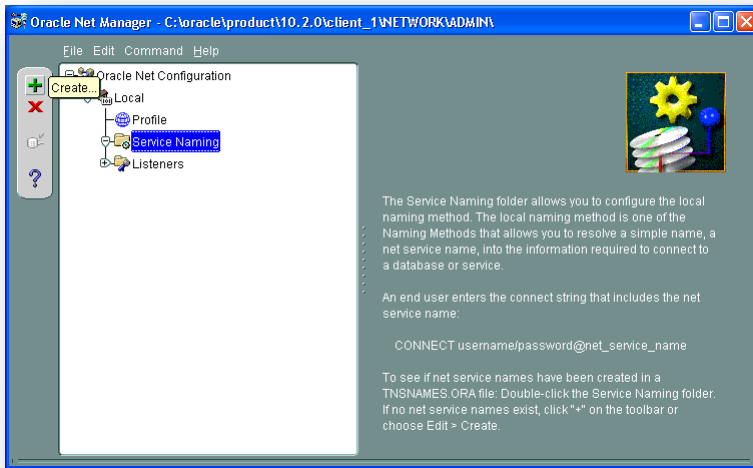 Oracle Net Manager - C:\oracle\product\10.2.0\client_1\NETWORK\ADMIN\
File Edit Command Help
Oracle Net Configuration
Create...
Local
Profile
Service Naming
Listeners
The Service Naming folder allows you to configure the local
naming method. The local naming method is one of the
Naming Methods that allows you to resolve a simple name, a
net service name, into the information required to connect to
a database or service.
An end user enters the connect string that includes the net
service name:
CONNECT username/password@net_service_name
To see if net service names have been created in a
TNSNAMES.ORA file: Double-click the Service Naming folder.
If no net service names exist, click "+" on the toolbar or
choose Edit > Create.